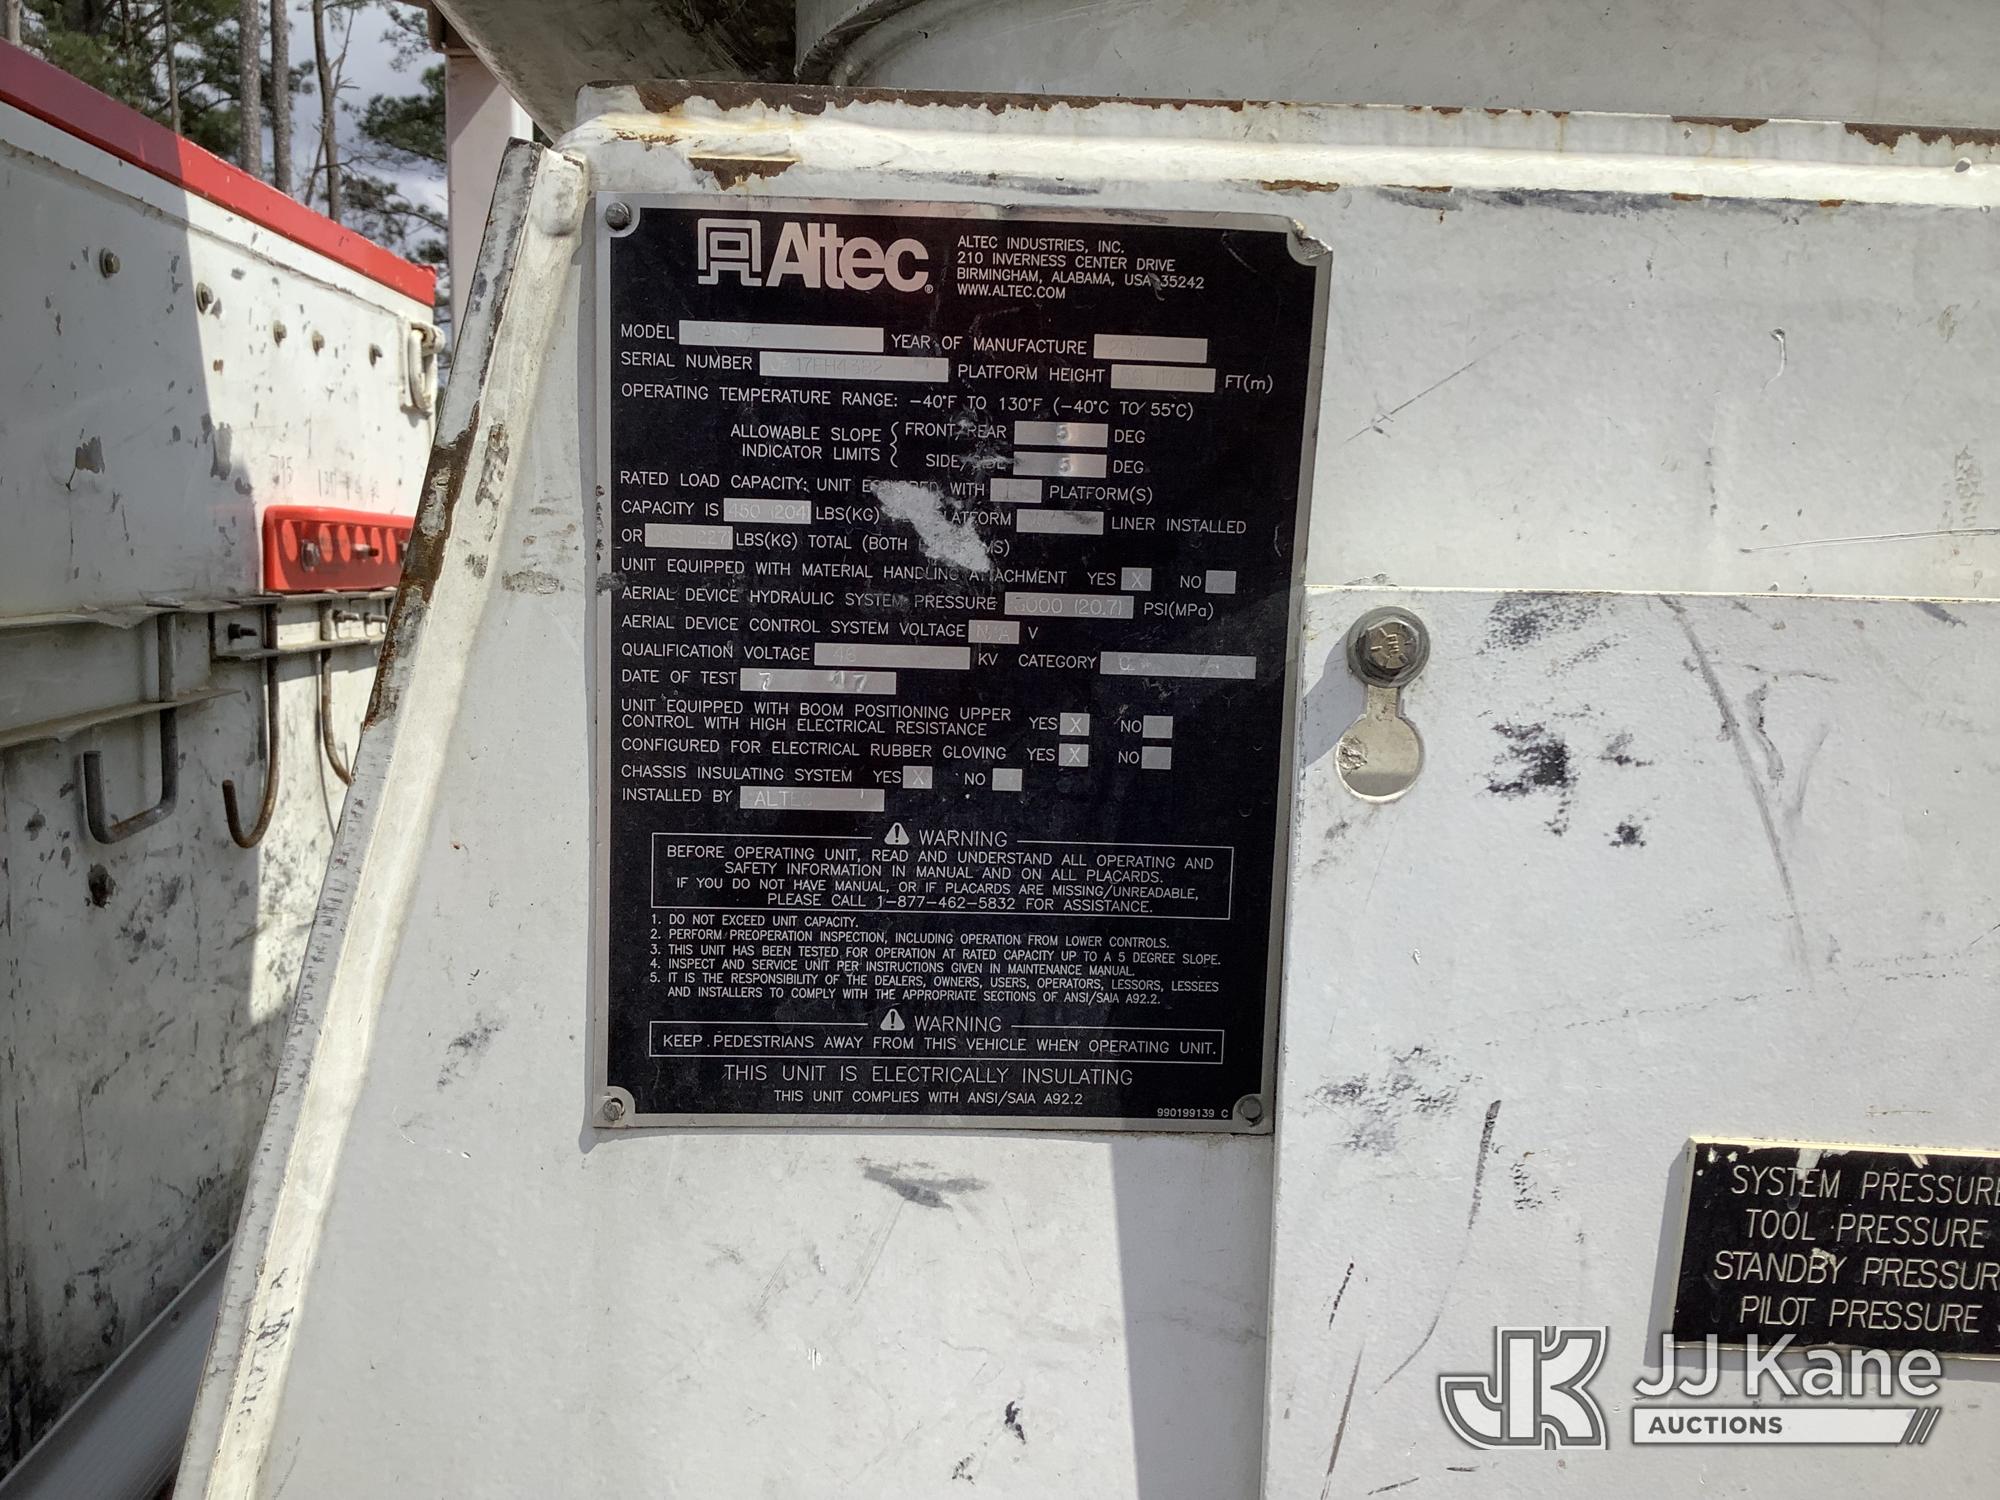 Altec®
ALTEC INDUSTRIES, INC.
210 INVERNESS CENTER DRIVE
BIRMINGHAM, ALABAMA, USA 35242
WWW.ALTEC.COM
MODEL YEAR OF MANUFACTURE
SERIAL NUMBER PLATFORM HEIGHT FT(m)
OPERATING TEMPERATURE RANGE: -40°F TO 130°F (-40°C TO 55°C)
ALLOWABLE SLOPE INDICATOR LIMITS
FRONT/REAR 5 DEG
SIDE/SIDE 5 DEG
RATED LOAD CAPACITY: UNIT EQUIPPED WITH PLATFORM(S)
CAPACITY IS 450 (204) LBS(KG) PLATFORM LINER INSTALLED
OR LBS(KG) TOTAL (BOTH
UNIT EQUIPPED WITH MATERIAL HANDLING ATTACHMENT YES X NO
AERIAL DEVICE HYDRAULIC SYSTEM PRESSURE 3000 (20.7) PSI(MPa)
AERIAL DEVICE CONTROL SYSTEM VOLTAGE N/A V
QUALIFICATION VOLTAGE 46 KV CATEGORY
DATE OF TEST 7 17
UNIT EQUIPPED WITH BOOM POSITIONING UPPER
CONTROL WITH HIGH ELECTRICAL RESISTANCE YES X NO
CONFIGURED FOR ELECTRICAL RUBBER GLOVING YES X NO
CHASSIS INSULATING SYSTEM YES X NO
INSTALLED BY ALTEC
WARNING
BEFORE OPERATING UNIT, READ AND UNDERSTAND ALL OPERATING AND
SAFETY INFORMATION IN MANUAL AND ON ALL PLACARDS.
IF YOU DO NOT HAVE MANUAL, OR IF PLACARDS ARE MISSING/UNREADABLE,
PLEASE CALL 1-877-462-5832 FOR ASSISTANCE.
1. DO NOT EXCEED UNIT CAPACITY.
2. PERFORM PREOPERATION INSPECTION, INCLUDING OPERATION FROM LOWER CONTROLS.
3. THIS UNIT HAS BEEN TESTED FOR OPERATION AT RATED CAPACITY UP TO A 5 DEGREE SLOPE.
4. INSPECT AND SERVICE UNIT PER INSTRUCTIONS GIVEN IN MAINTENANCE MANUAL.
5. IT IS THE RESPONSIBILITY OF THE DEALERS, OWNERS, USERS, OPERATORS, LESSORS, LESSEES
AND INSTALLERS TO COMPLY WITH THE APPROPRIATE SECTIONS OF ANSI/SAIA A92.2.
WARNING
KEEP PEDESTRIANS AWAY FROM THIS VEHICLE WHEN OPERATING UNIT.
THIS UNIT IS ELECTRICALLY INSULATING
THIS UNIT COMPLIES WITH ANSI/SAIA A92.2
990199139 C
SYSTEM PRESSURE
TOOL PRESSURE
STANDBY PRESSUR
PILOT PRESSURE
JK JJ Kane
AUCTIONS